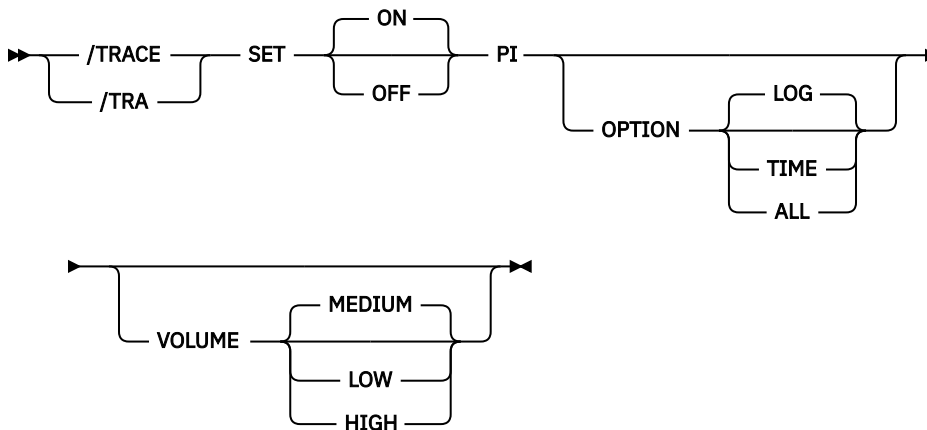 ON
/TRACE SET PI
OFF
/TRA
LOG
OPTION
TIME
ALL
MEDIUM
VOLUME
LOW
HIGH